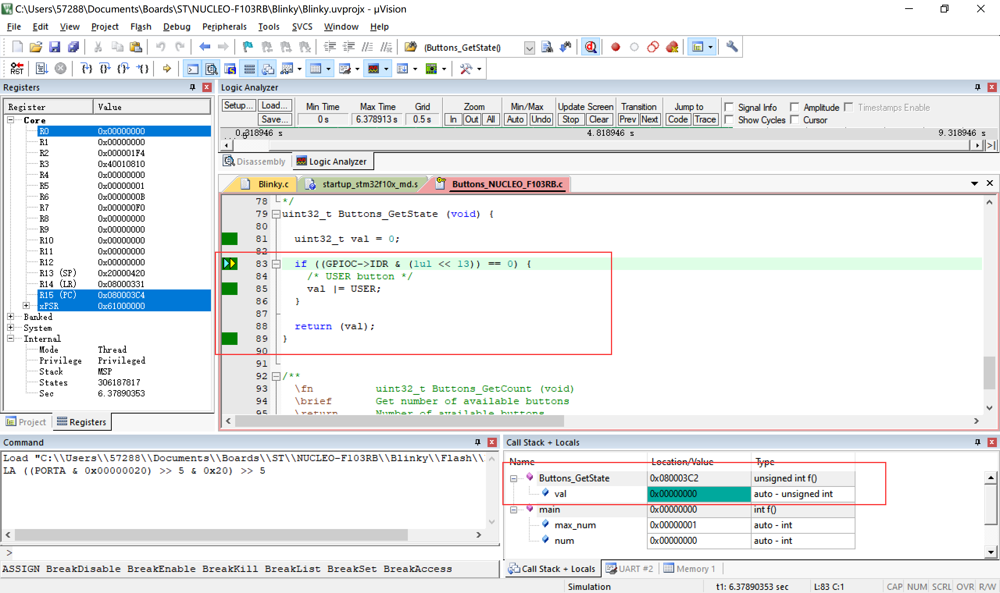 C:\Users\57288\Documents\Boards\ST\NUCLEO-F103RB\Blinky\Blinky.uvprojx - µVision
File Edit View Project Flash Debug Peripherals Tools SVCS Window Help
(Buttons_GetState()
RST
Registers
Register Value
Core
R0 0x00000000
R1 0x00000000
R2 0x000001F4
R3 0x40010810
R4 0x00000000
R5 0x00000001
R6 0x0000000B
R7 0x000000F0
R8 0x00000000
R9 0x00000000
R10 0x00000000
R11 0x00000000
R12 0x00000000
R13 (SP) 0x20000420
R14 (LR) 0x08000331
R15 (PC) 0x080003C4
xPSR 0x61000000
Banked
System
Internal
Mode Thread
Privilege Privileged
Stack MSP
States 306187817
Sec 6.37890353
Project Registers
Logic Analyzer
Setup... Load... Min Time Max Time Grid Zoom Min/Max Update Screen Transition Jump to Signal Info Amplitude Timestamps Enable
Save... 0 s 6.378913 s 0.5 s In Out All Auto Undo Stop Clear Prev Next Code Trace Show Cycles Cursor
0.318946 s 4.818946 s 9.318946 s
Disassembly Logic Analyzer
Blinky.c startup_stm32f10x_md.s Buttons_NUCLEO_F103RB.c
78 */
79 uint32_t Buttons_GetState (void) {
80
81 uint32_t val = 0;
82
83 if ((GPIOC->IDR & (1ul << 13)) == 0) {
84 /* USER button */
85 val |= USER;
86 }
87
88 return (val);
89 }
90
91
92 /**
93 \fn uint32_t Buttons_GetCount (void)
94 \brief Get number of available buttons
95 \return Number of available buttons
Command
Load "C:\\Users\\57288\\Documents\\Boards\\ST\\NUCLEO-F103RB\\Blinky\\Flash\\
LA ((PORTA & 0x00000020) >> 5 & 0x20) >> 5
>
ASSIGN BreakDisable BreakEnable BreakKill BreakList BreakSet BreakAccess
Call Stack + Locals
Name Location/Value Type
Buttons_GetState 0x080003C2 unsigned int f()
val 0x00000000 auto - unsigned int
main 0x00000000 int f()
max_num 0x00000001 auto - int
num 0x00000000 auto - int
Call Stack + Locals UART #2 Memory 1
Simulation t1: 6.37890353 sec L:83 C:1 CAP NUM SCRL OVR R/W